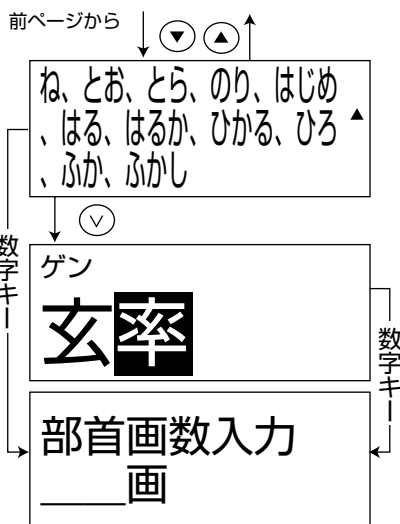 前ページから
▼ ▲
ね、とお、とら、のり、はじめ
、はる、はるか、ひかる、ひろ
、ふか、ふかし
▲
数字キー
ゲン
玄率
数字キー
部首画数入力
___画